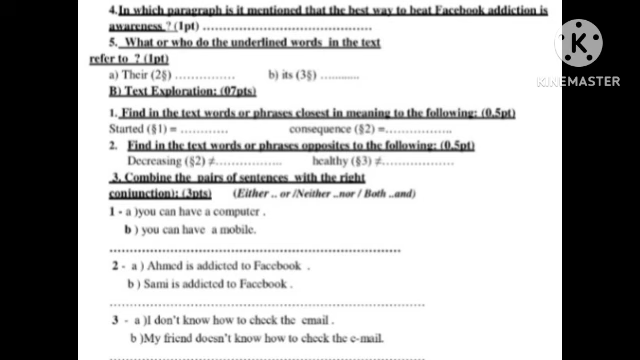 4.In which paragraph is it mentioned that the best way to beat Facebook addiction is
awareness ? (1pt) ............................................
5. What or who do the underlined words in the text
refer to ? (1pt)
a) Their (2§) ............... b) its (3§) ............
B) Text Exploration: (07pts)
1. Find in the text words or phrases closest in meaning to the following: (0,5pt)
Started (§1) = ............ consequence (§2) =..................
2. Find in the text words or phrases opposites to the following: (0,5pt)
Decreasing (§2) ≠.................. healthy (§3) ≠...................
3. Combine the pairs of sentences with the right
conjunction): (3pts) (Either .. or /Neither ..nor / Both ..and)
1 - a )you can have a computer .
b ) you can have a mobile.
..........................................................................
2 - a ) Ahmed is addicted to Facebook .
b ) Sami is addicted to Facebook .
................................................................................
3 - a )I don't know how to check the email .
b )My friend doesn't know how to check the e-mail.
................................................................................
KINEMASTER